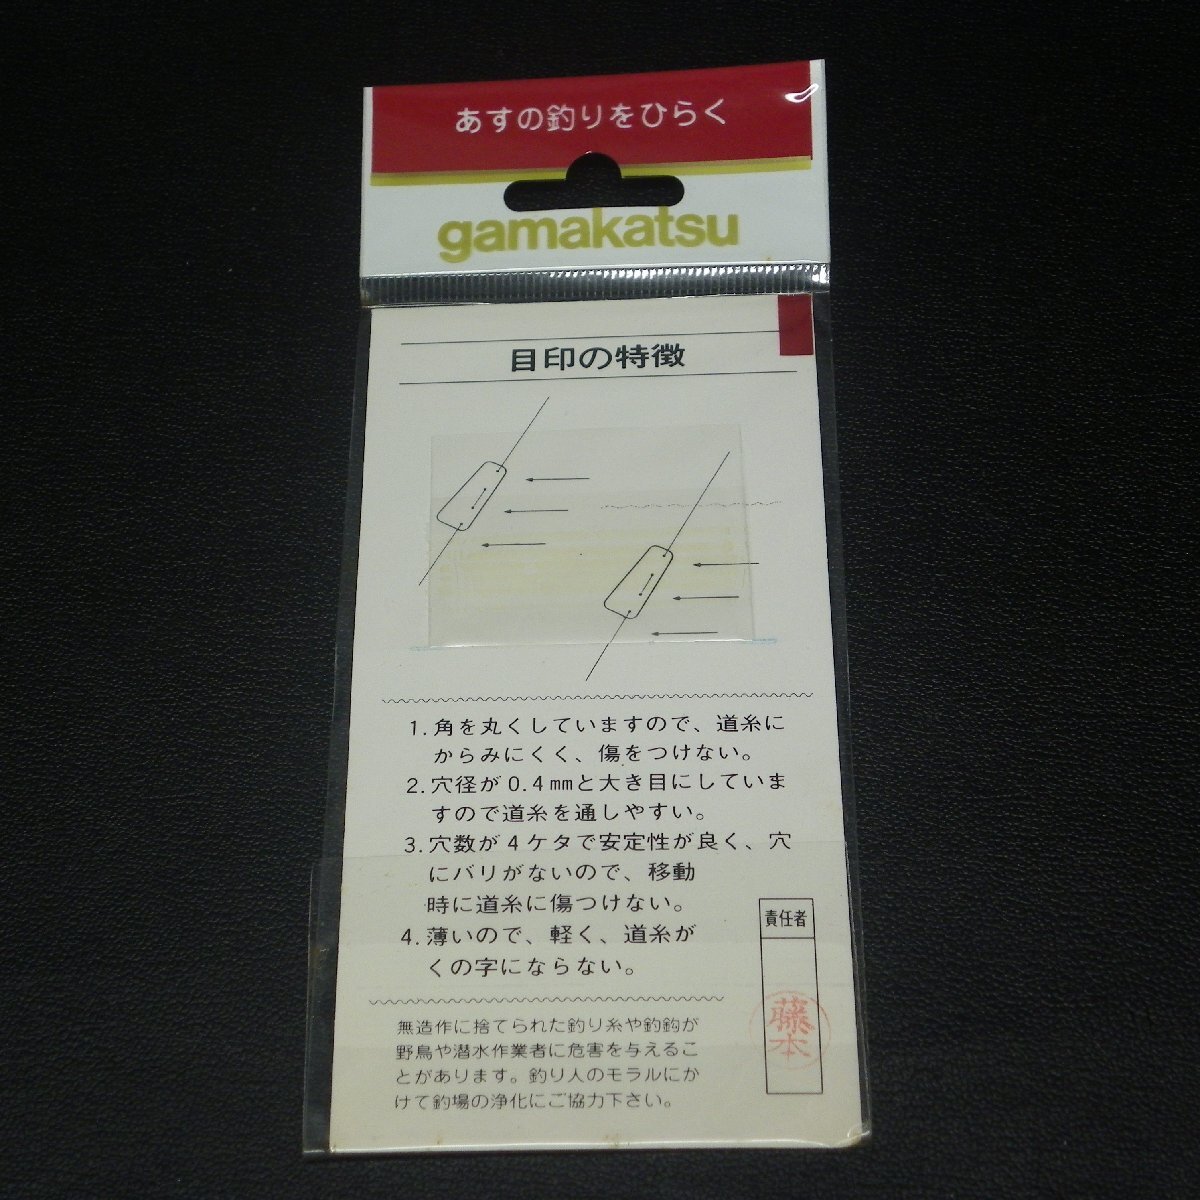 あすの釣りをひらく
gamakatsu
目印の特徴
1. 角を丸くしていますので、道糸に
からみにくく、傷をつけない。
2. 穴径が0.4㎜と大き目にしていま
すので道糸を通しやすい。
3. 穴数が4ケタで安定性が良く、穴
にバリがないので、移動
時に道糸に傷つけない。
4. 薄いので、軽く、道糸が
くの字にならない。
責任者
藤本
無造作に捨てられた釣り糸や釣鈎が
野鳥や潜水作業者に危害を与えるこ
とがあります。釣り人のモラルにか
けて釣場の浄化にご協力下さい。